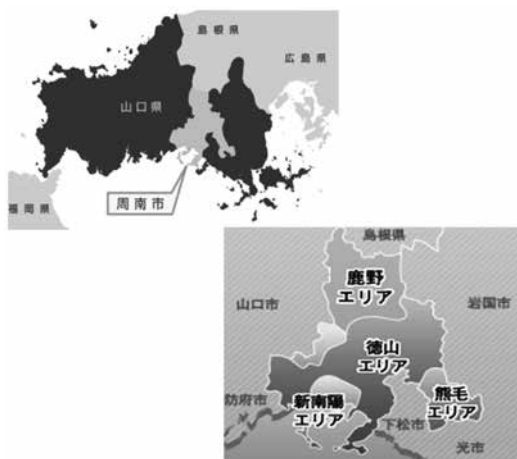 島根県
広島県
山口県
周南市
福岡県
島根県
鹿野
エリア
山口市
岩国市
徳山
エリア
熊毛
エリア
新南陽
エリア
防府市
下松市
光市